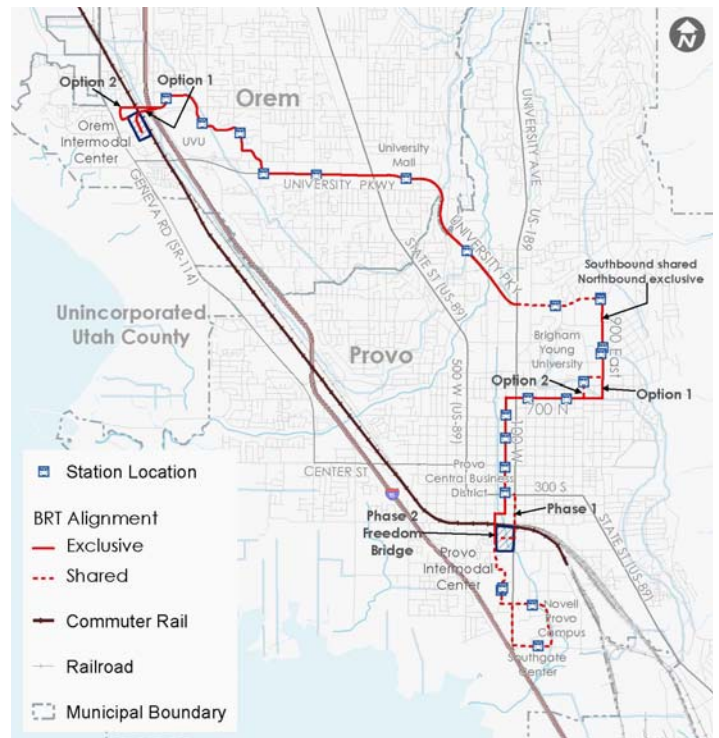 N
Option 2
Option 1
Orem
Orem
Intermodal
Center
UVU
University
Mall
UNIVERSITY PKWY
UNIVERSITY AVE US-189
GENEVA RD (SR-114)
STATE ST (US-89)
UNIVERSITY PKY
Southbound shared
Northbound exclusive
Unincorporated
Utah County
Provo
900 East
Brigham
Young
University
500 W (US-89)
Option 2
Option 1
700 N
100 W
Station Location
CENTER ST
Provo
Central Business
District
300 S
BRT Alignment
Phase 1
Exclusive
Phase 2
Freedom
Bridge
STATE ST (US-89)
Shared
Provo
Intermodal
Center
Commuter Rail
Novell
Provo
Campus
Southgate
Center
Railroad
Municipal Boundary